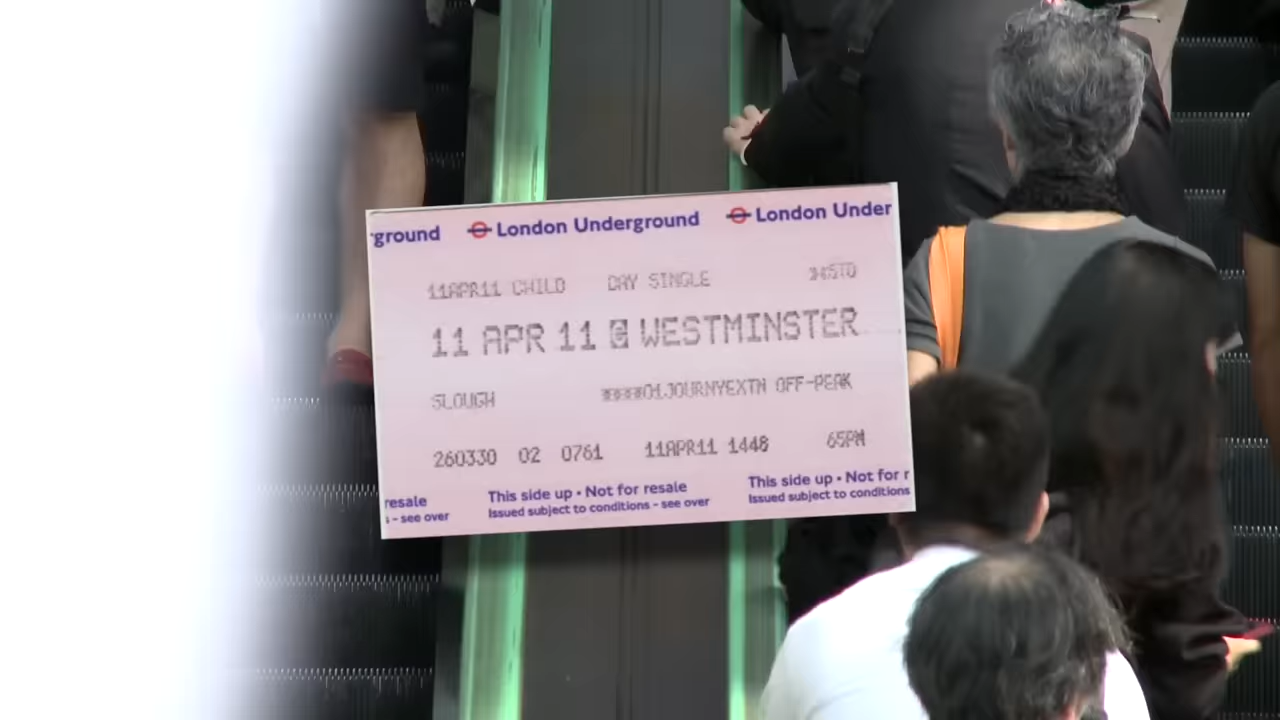 ground London Underground London Under
11APR11 CHILD DAY SINGLE
11 APR 11 C WESTMINSTER
SLOUGH 01JOURNYEXTN OFF-PEAK
260330 02 0761 11APR11 1448 65PM
resale This side up • Not for resale This side up • Not for r
s - see over Issued subject to conditions - see over Issued subject to conditions